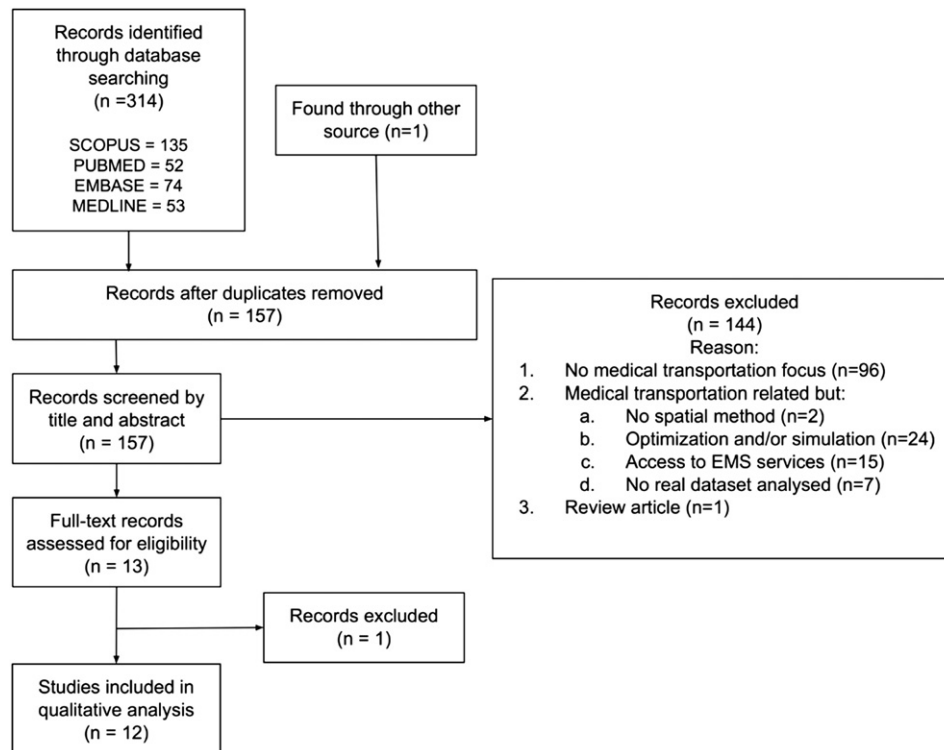 Records identified
through database
searching
(n =314)
SCOPUS = 135
PUBMED = 52
EMBASE = 74
MEDLINE = 53
Found through other
source (n=1)
Records after duplicates removed
(n = 157)
Records screened by
title and abstract
(n = 157)
Records excluded
(n = 144)
Reason:
1. No medical transportation focus (n=96)
2. Medical transportation related but:
a. No spatial method (n=2)
b. Optimization and/or simulation (n=24)
c. Access to EMS services (n=15)
d. No real dataset analysed (n=7)
3. Review article (n=1)
Full-text records
assessed for eligibility
(n = 13)
Records excluded
(n = 1)
Studies included in
qualitative analysis
(n = 12)